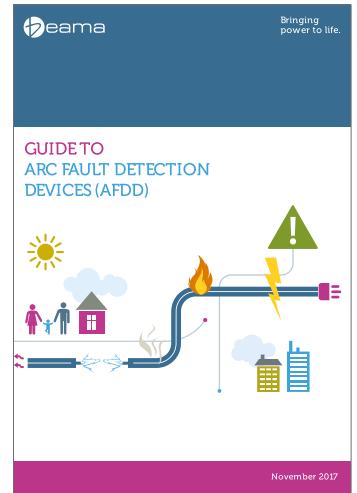 beama
Bringing
power to life.
GUIDE TO
ARC FAULT DETECTION
DEVICES (AFDD)
!
November 2017